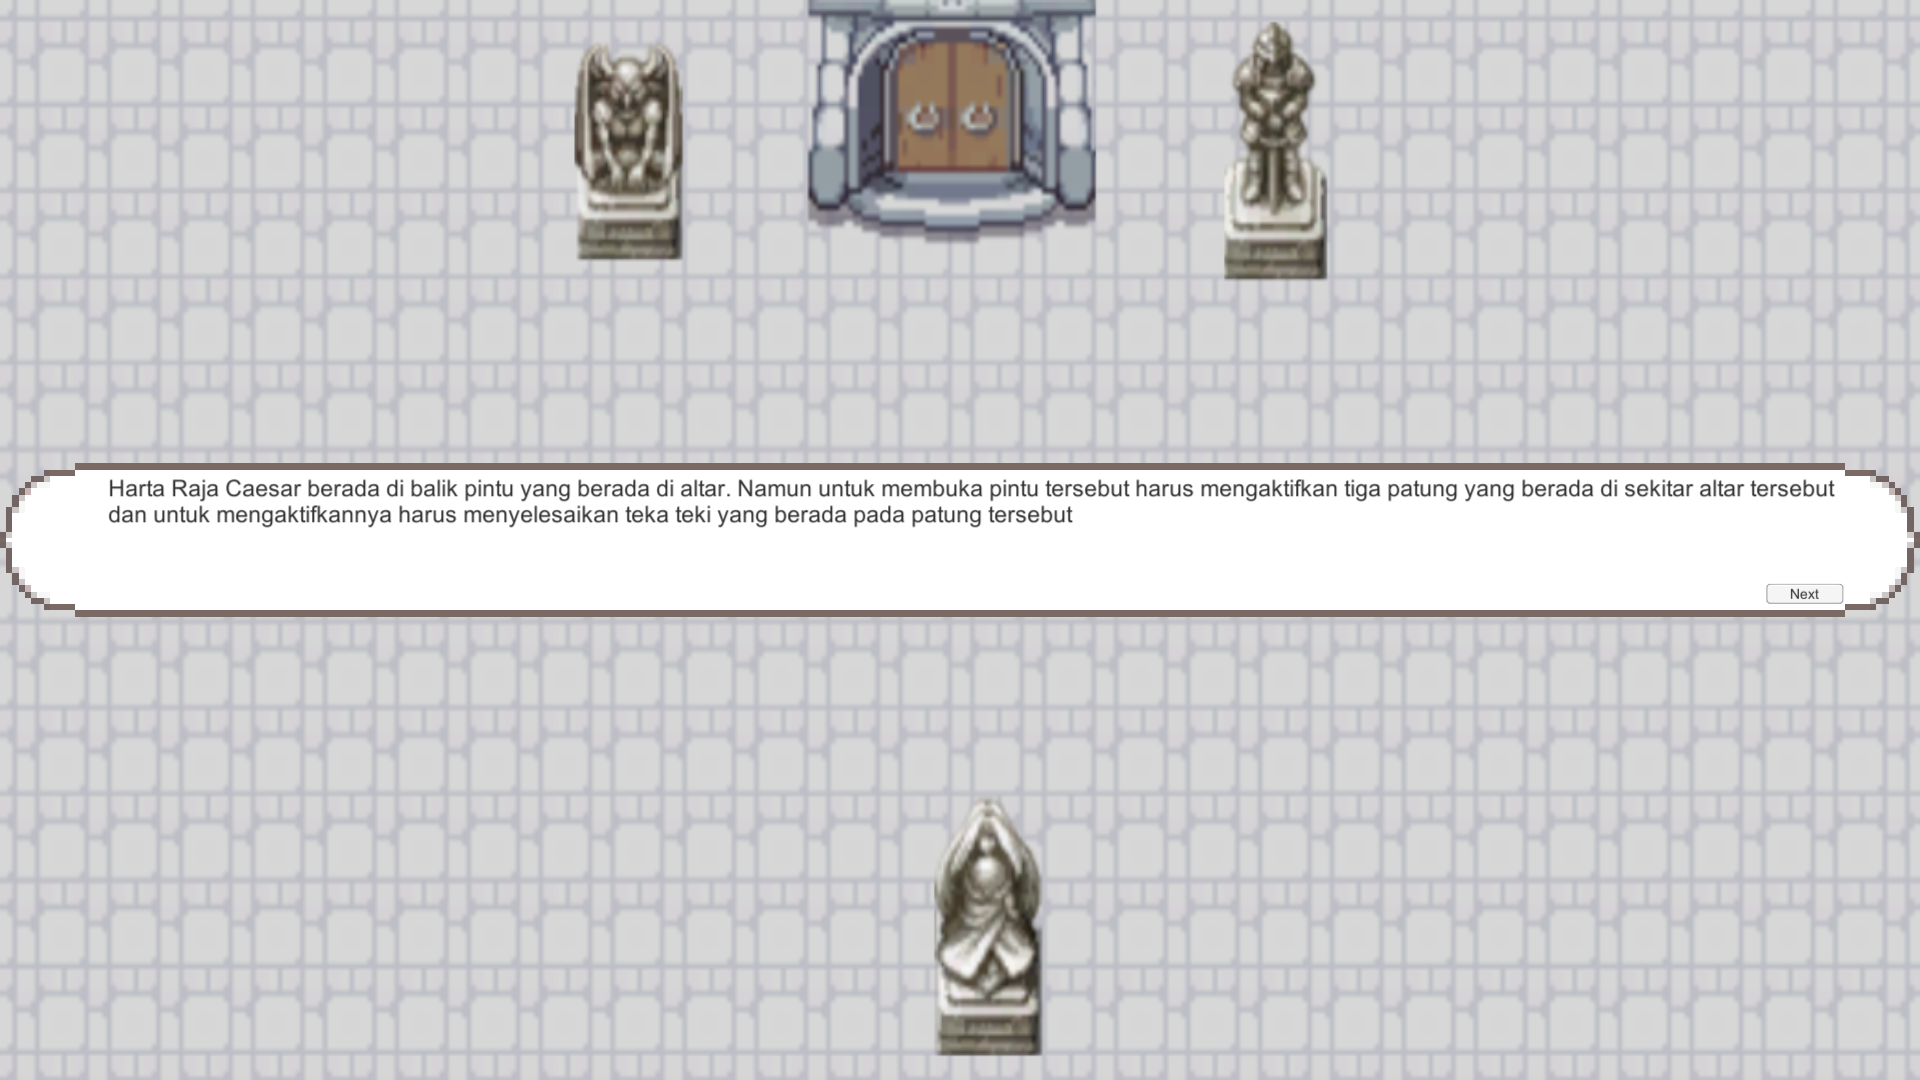 Harta Raja Caesar berada di balik pintu yang berada di altar. Namun untuk membuka pintu tersebut harus mengaktifkan tiga patung yang berada di sekitar altar tersebut
dan untuk mengaktifkannya harus menyelesaikan teka teki yang berada pada patung tersebut
Next